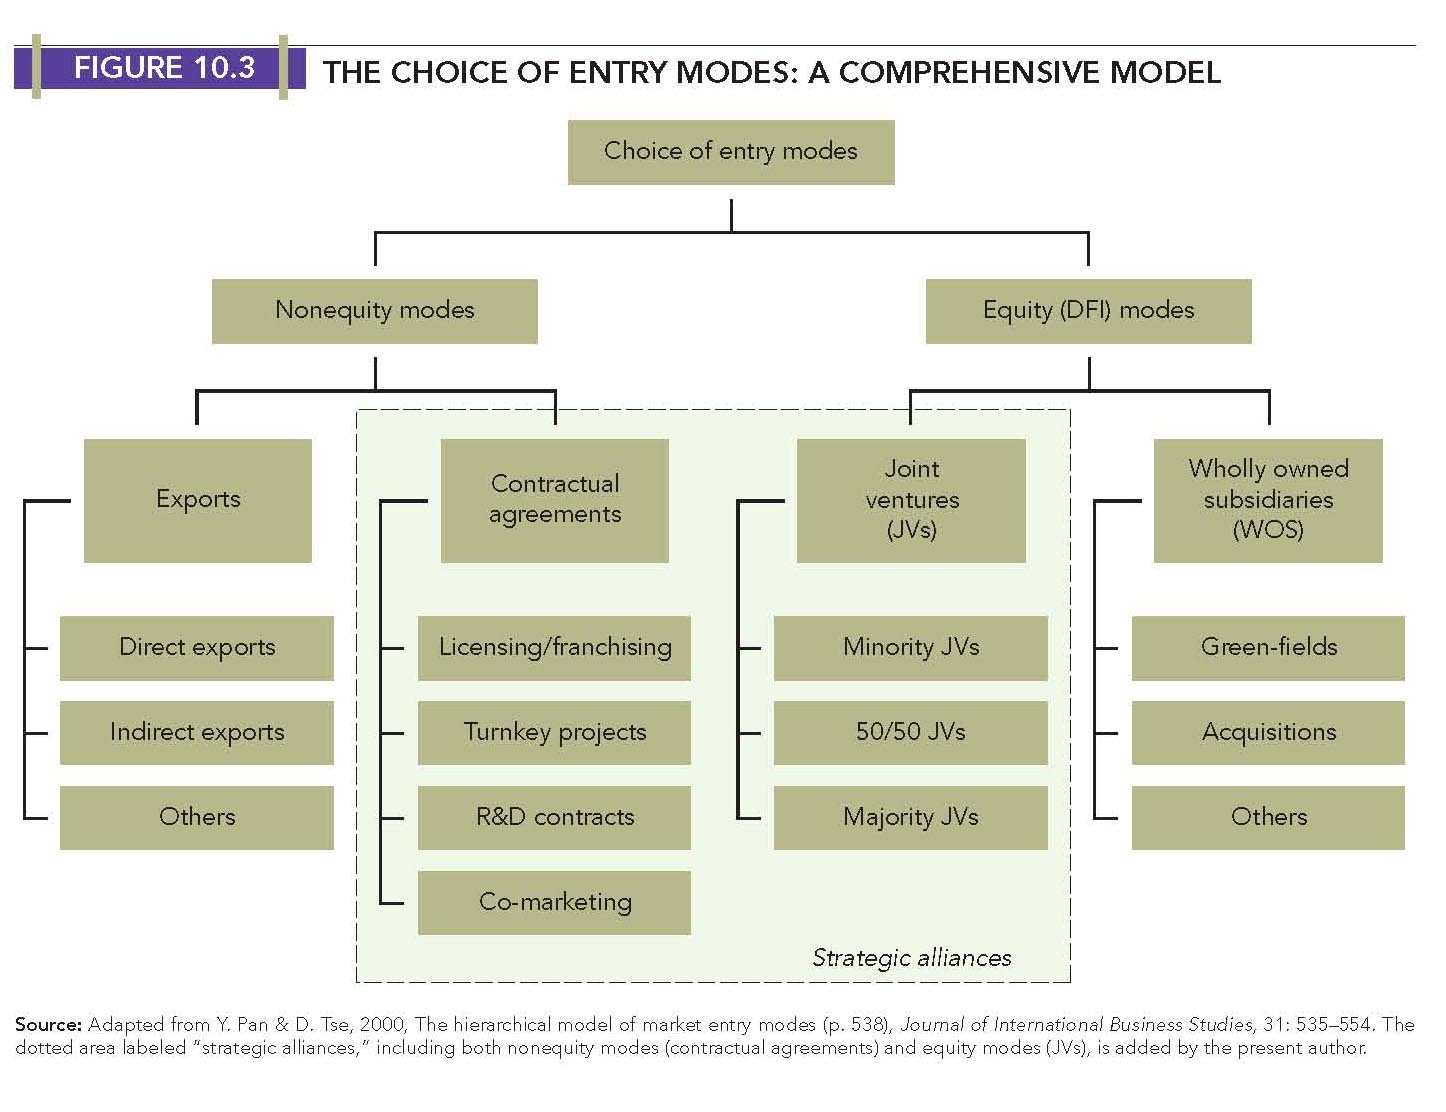 FIGURE 10.3
THE CHOICE OF ENTRY MODES: A COMPREHENSIVE MODEL
Choice of entry modes
Nonequity modes
Equity (DFI) modes
Exports
Contractual
agreements
Joint
ventures
(JVs)
Wholly owned
subsidiaries
(WOS)
Direct exports
Licensing/franchising
Minority JVs
Green-fields
Indirect exports
Turnkey projects
50/50 JVs
Acquisitions
Others
R&D contracts
Majority JVs
Others
Co-marketing
Strategic alliances
Source: Adapted from Y. Pan & D. Tse, 2000, The hierarchical model of market entry modes (p. 538), Journal of International Business Studies, 31: 535–554. The
dotted area labeled "strategic alliances," including both nonequity modes (contractual agreements) and equity modes (JVs), is added by the present author.